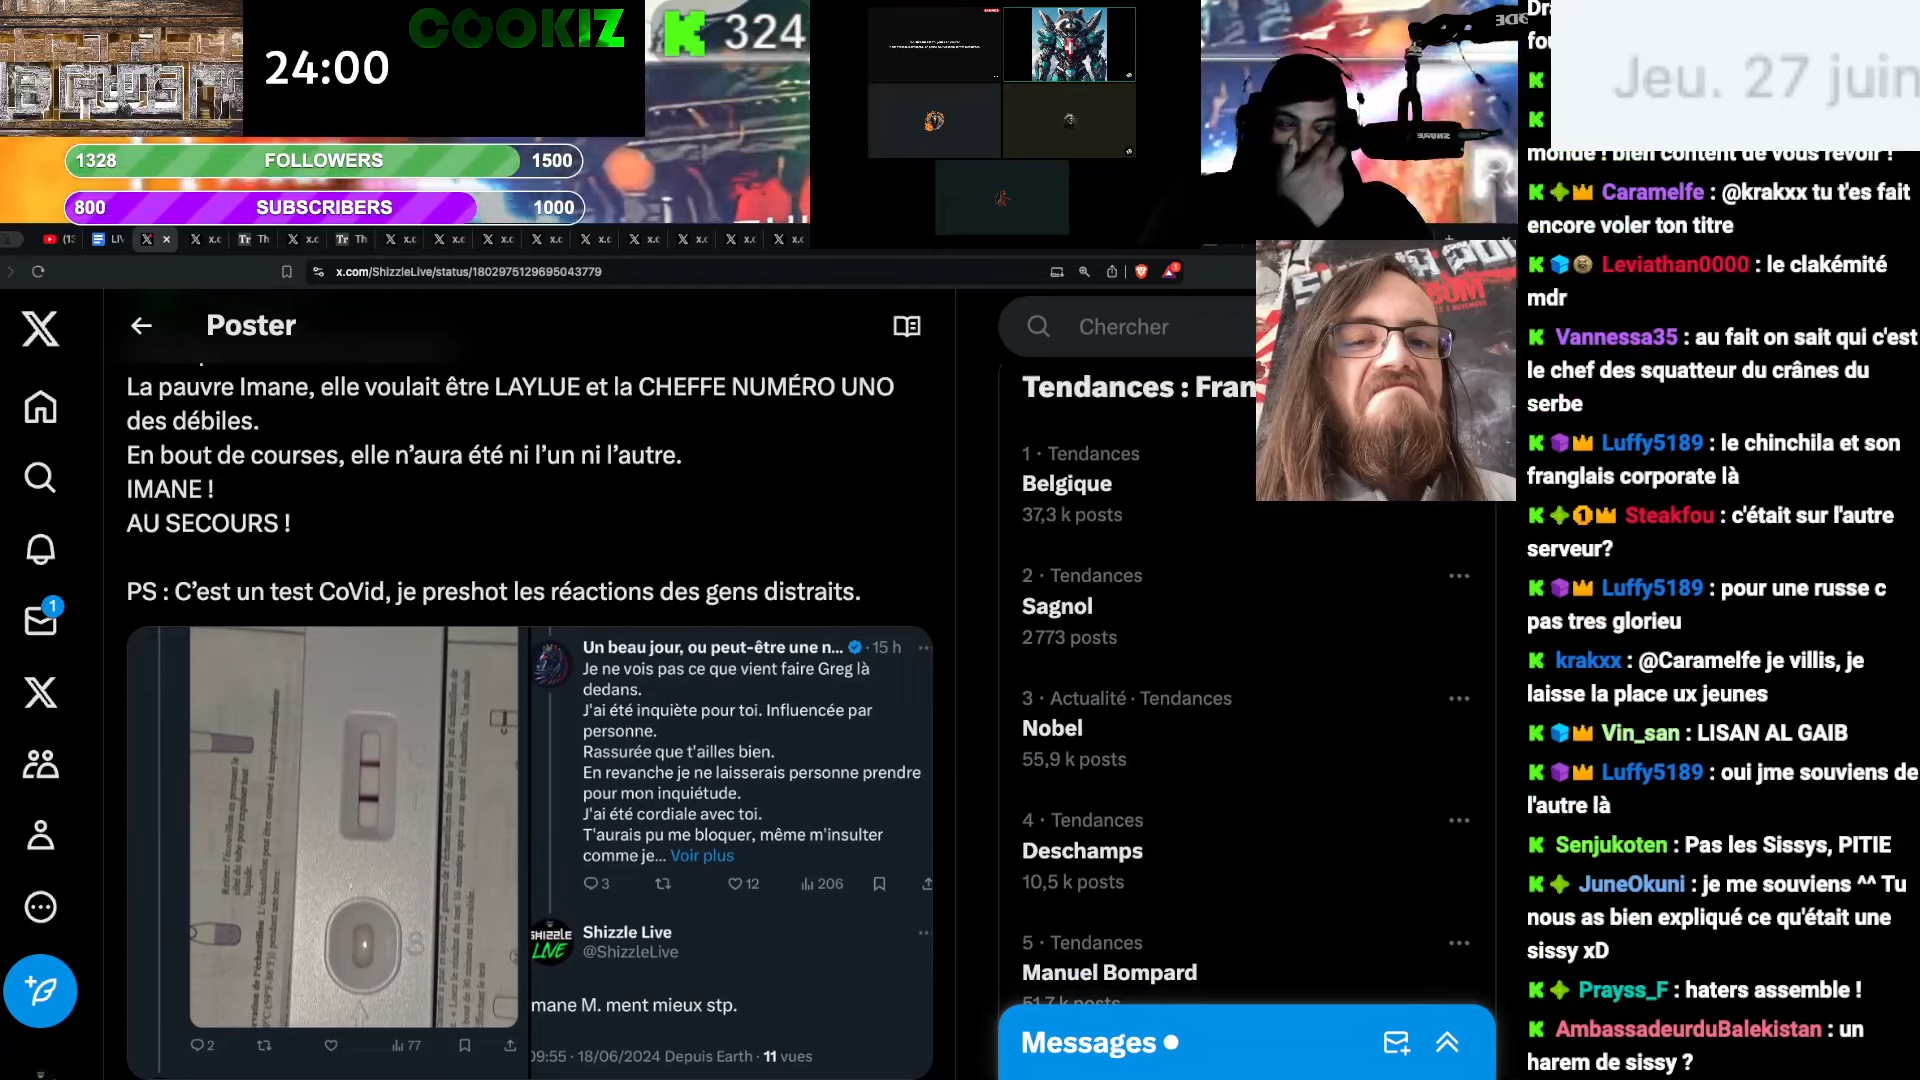 COOKIZ
24:00
324
1328 FOLLOWERS 1500
800 SUBSCRIBERS 1000
Jeu. 27 juin
x.com/ShizzleLive/status/1802975129695043779
Poster
La pauvre Imane, elle voulait être LAYLUE et la CHEFFE NUMÉRO UNO
des débiles.
En bout de courses, elle n’aura été ni l’un ni l’autre.
IMANE !
AU SECOURS !
PS : C’est un test CoVid, je preshot les réactions des gens distraits.
Un beau jour, ou peut-être une n... · 15 h
Je ne vois pas ce que vient faire Greg là
dedans.
J'ai été inquiète pour toi. Influencée par
personne.
Rassurée que t'ailles bien.
En revanche je ne laisserais personne prendre
pour mon inquiétude.
J'ai été cordiale avec toi.
T'aurais pu me bloquer, même m'insulter
comme je... Voir plus
3 12 206
Shizzle Live
@ShizzleLive
SHIZZLE
LIVE
mane M. ment mieux stp.
09:55 · 18/06/2024 Depuis Earth · 11 vues
2 77
1
Chercher
Tendances : Fran
1 · Tendances
Belgique
37,3 k posts
2 · Tendances
Sagnol
2 773 posts
3 · Actualité · Tendances
Nobel
55,9 k posts
4 · Tendances
Deschamps
10,5 k posts
5 · Tendances
Manuel Bompard
51,7 k posts
Messages
monde ! bien content de vous revoir !
Caramelfe : @krakxx tu t'es fait
encore voler ton titre
Leviathan0000 : le clakémité
mdr
Vannessa35 : au fait on sait qui c'est
le chef des squatteur du crânes du
serbe
Luffy5189 : le chinchila et son
franglais corporate là
Steakfou : c'était sur l'autre
serveur?
Luffy5189 : pour une russe c
pas tres glorieu
krakxx : @Caramelfe je villis, je
laisse la place ux jeunes
Vin_san : LISAN AL GAIB
Luffy5189 : oui jme souviens de
l'autre là
Senjukoten : Pas les Sissys, PITIE
JuneOkuni : je me souviens ^^ Tu
nous as bien expliqué ce qu'était une
sissy xD
Prayss_F : haters assemble !
AmbassadeurduBalekistan : un
harem de sissy ?